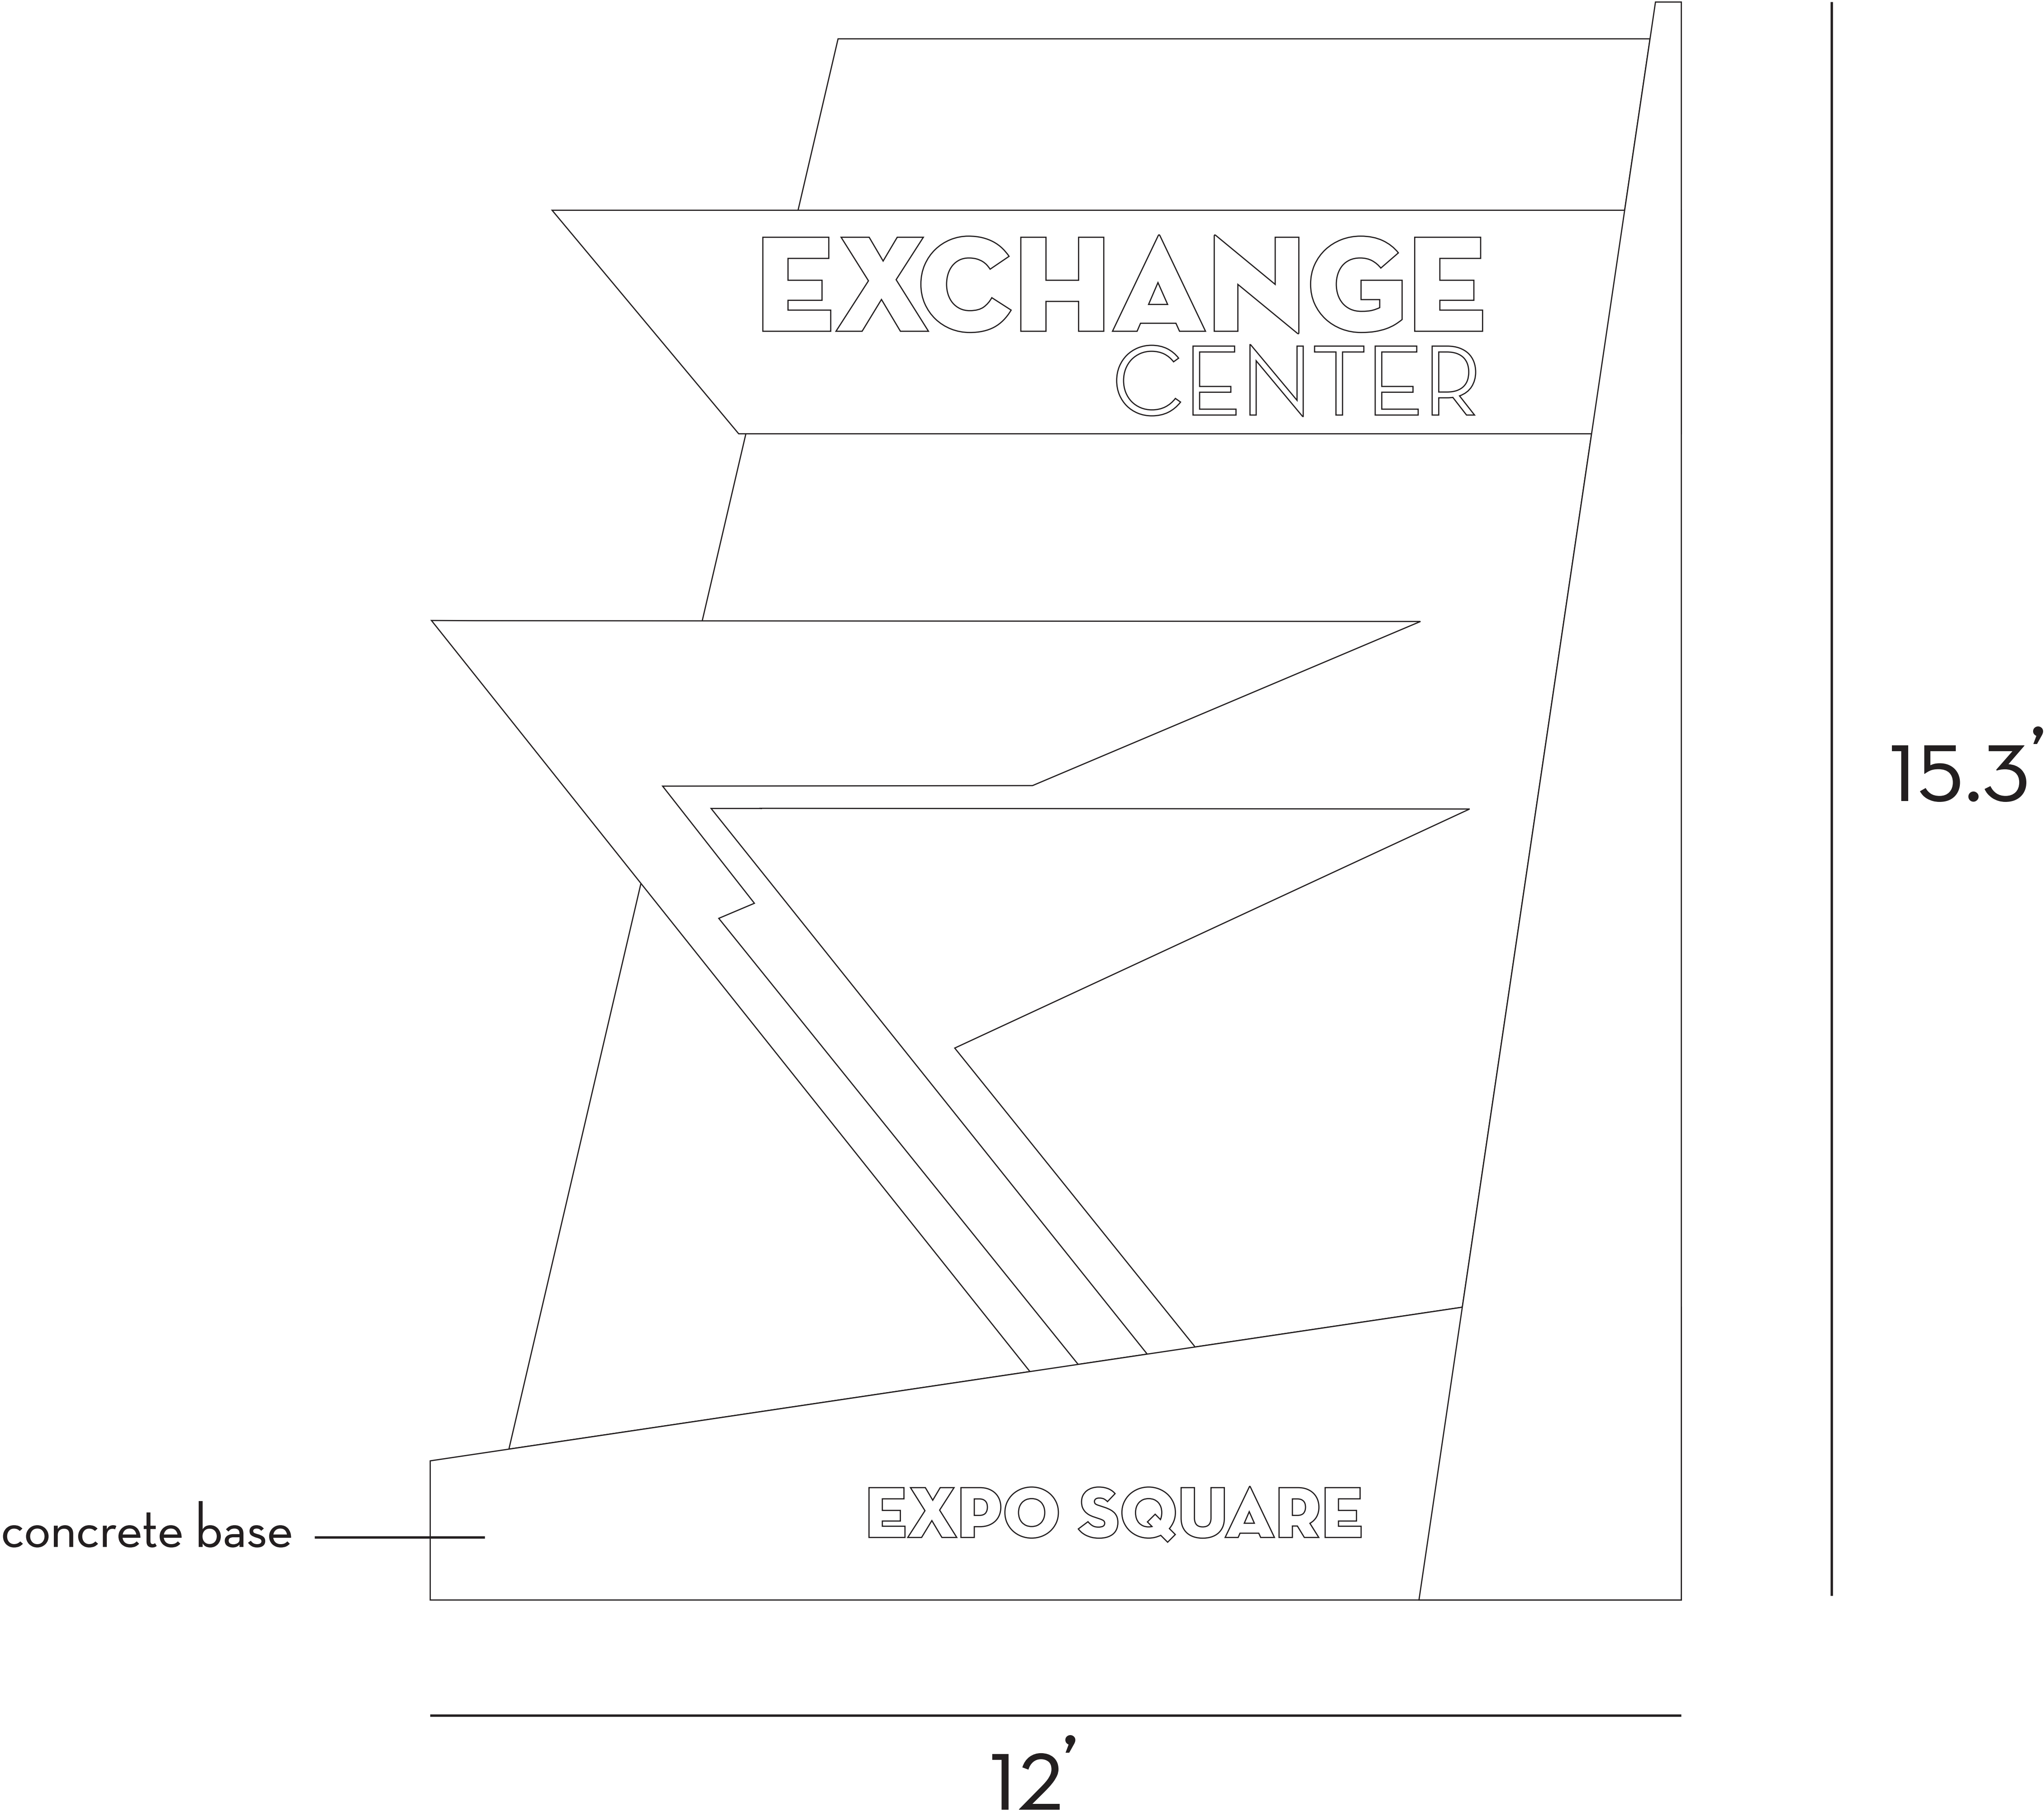 EXCHANGE
CENTER
15.3’
EXPO SQUARE
concrete base
12’